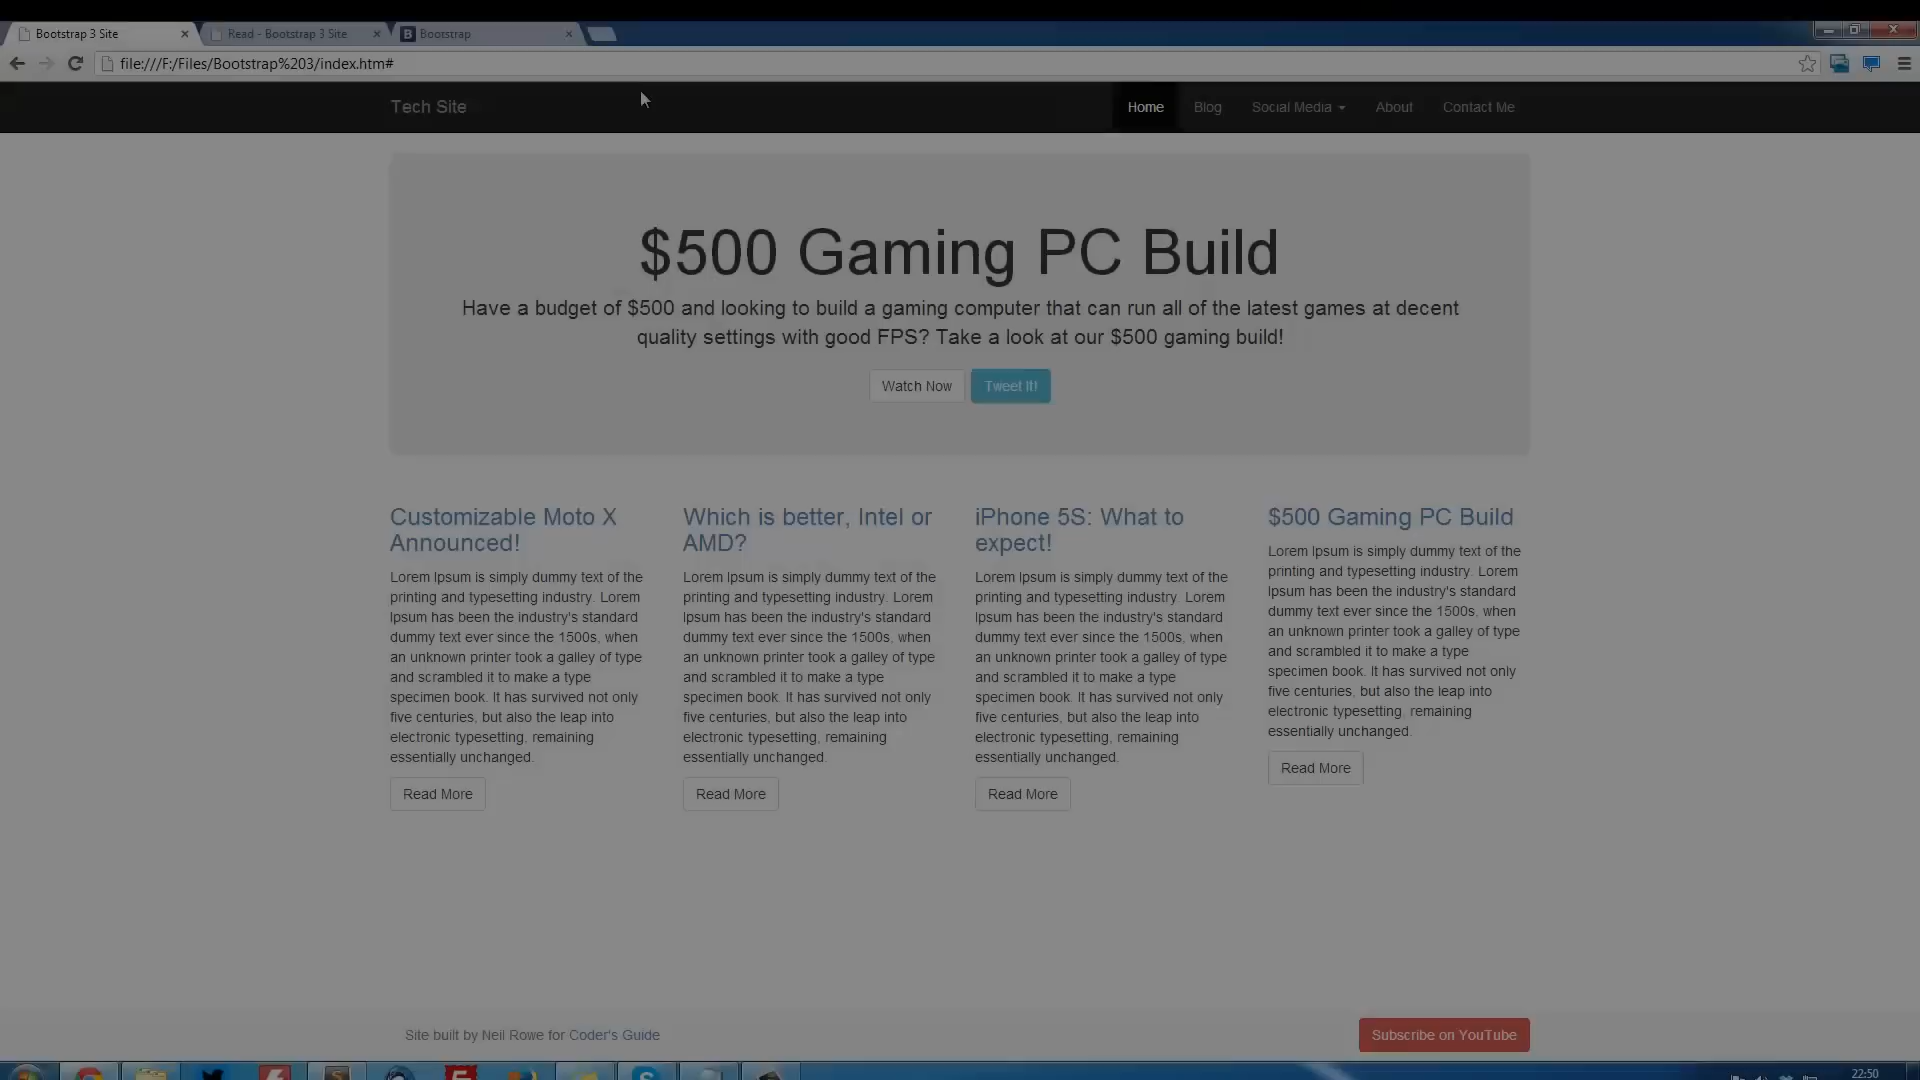 Bootstrap 3 Site
Read - Bootstrap 3 Site
B Bootstrap
file:///F:/Files/Bootstrap%203/index.htm#
Tech Site
Home
Blog
Social Media
About
Contact Me
$500 Gaming PC Build
Have a budget of $500 and looking to build a gaming computer that can run all of the latest games at decent
quality settings with good FPS? Take a look at our $500 gaming build!
Watch Now
Tweet It!
Customizable Moto X
Announced!
Lorem Ipsum is simply dummy text of the
printing and typesetting industry. Lorem
Ipsum has been the industry's standard
dummy text ever since the 1500s, when
an unknown printer took a galley of type
and scrambled it to make a type
specimen book. It has survived not only
five centuries, but also the leap into
electronic typesetting, remaining
essentially unchanged.
Read More
Which is better, Intel or
AMD?
Lorem Ipsum is simply dummy text of the
printing and typesetting industry. Lorem
Ipsum has been the industry's standard
dummy text ever since the 1500s, when
an unknown printer took a galley of type
and scrambled it to make a type
specimen book. It has survived not only
five centuries, but also the leap into
electronic typesetting, remaining
essentially unchanged.
Read More
iPhone 5S: What to
expect!
Lorem Ipsum is simply dummy text of the
printing and typesetting industry. Lorem
Ipsum has been the industry's standard
dummy text ever since the 1500s, when
an unknown printer took a galley of type
and scrambled it to make a type
specimen book. It has survived not only
five centuries, but also the leap into
electronic typesetting, remaining
essentially unchanged.
Read More
$500 Gaming PC Build
Lorem Ipsum is simply dummy text of the
printing and typesetting industry. Lorem
Ipsum has been the industry's standard
dummy text ever since the 1500s, when
an unknown printer took a galley of type
and scrambled it to make a type
specimen book. It has survived not only
five centuries, but also the leap into
electronic typesetting, remaining
essentially unchanged.
Read More
Site built by Neil Rowe for Coder's Guide
Subscribe on YouTube
22:50